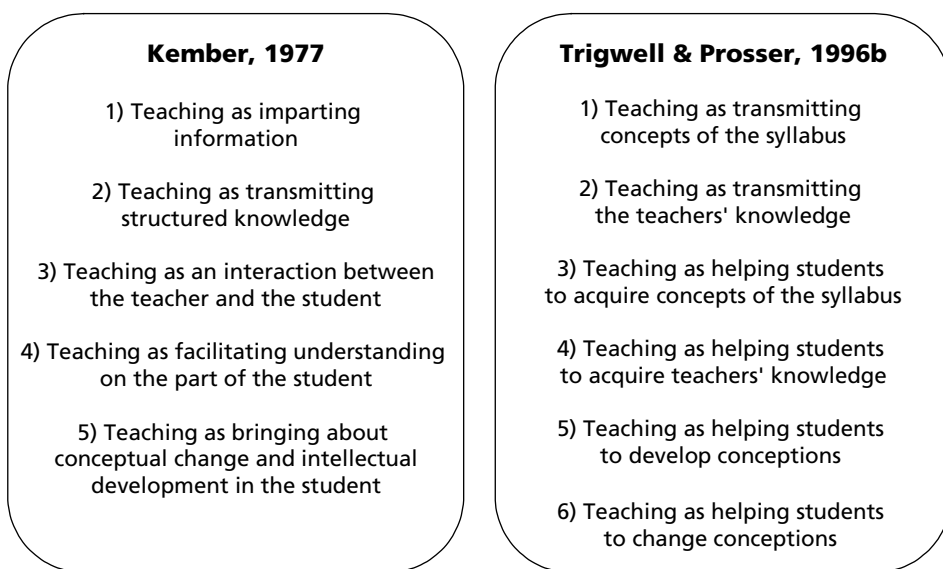 Kember, 1977
1) Teaching as imparting
information
2) Teaching as transmitting
structured knowledge
3) Teaching as an interaction between
the teacher and the student
4) Teaching as facilitating understanding
on the part of the student
5) Teaching as bringing about
conceptual change and intellectual
development in the student
Trigwell & Prosser, 1996b
1) Teaching as transmitting
concepts of the syllabus
2) Teaching as transmitting
the teachers' knowledge
3) Teaching as helping students
to acquire concepts of the syllabus
4) Teaching as helping students
to acquire teachers' knowledge
5) Teaching as helping students
to develop conceptions
6) Teaching as helping students
to change conceptions